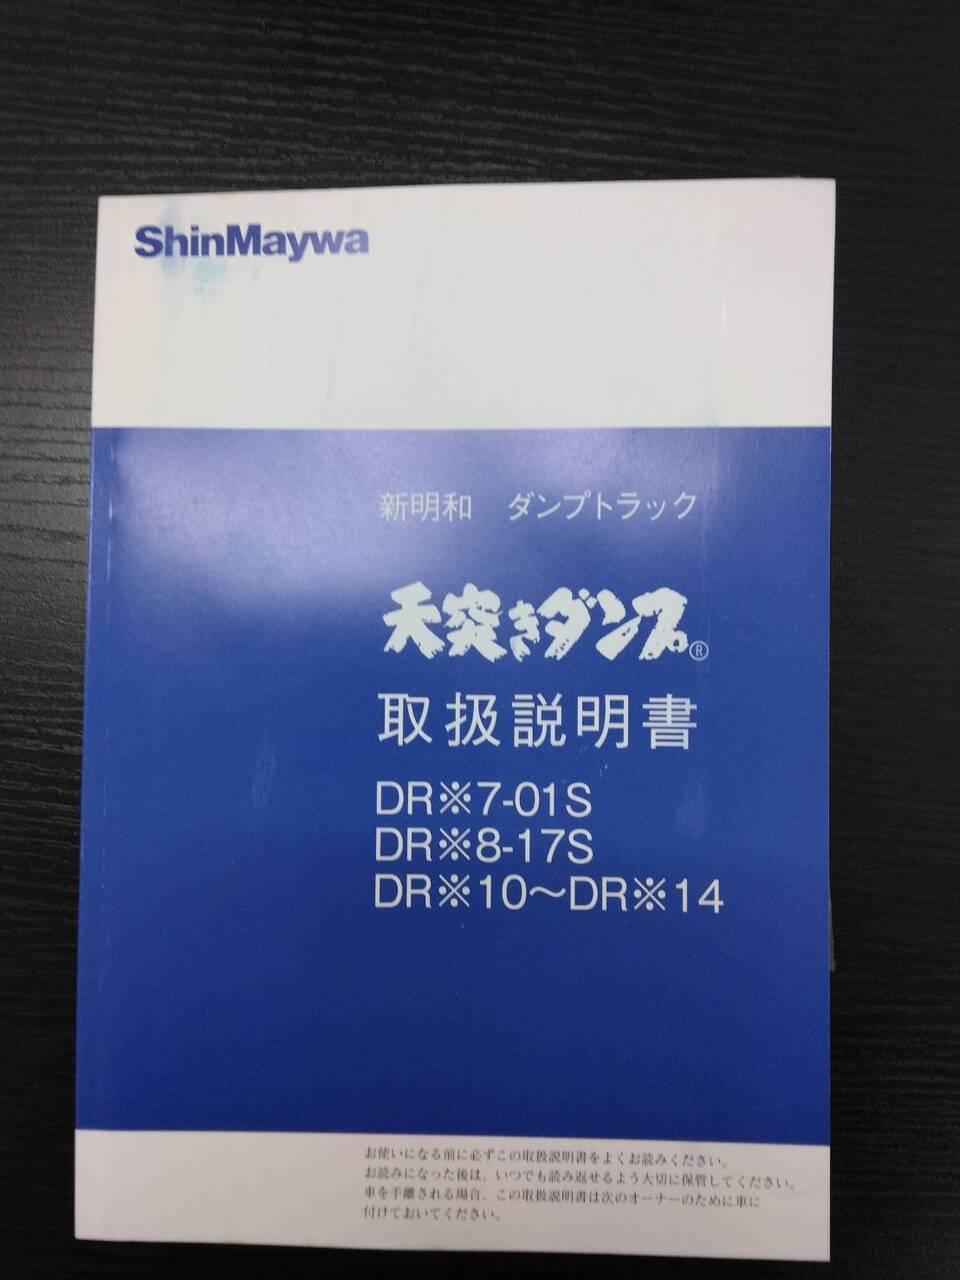 ShinMaywa
新明和 ダンプトラック
天突きダンプ®
取扱説明書
DR※7-01S
DR※8-17S
DR※10～DR※14
お使いになる前に必ずこの取扱説明書をよくお読みください。
お読みになった後は、いつでも読み返せるよう大切に保管してください。
車を手離される場合、この取扱説明書は次のオーナーのために車に
付けておいてください。